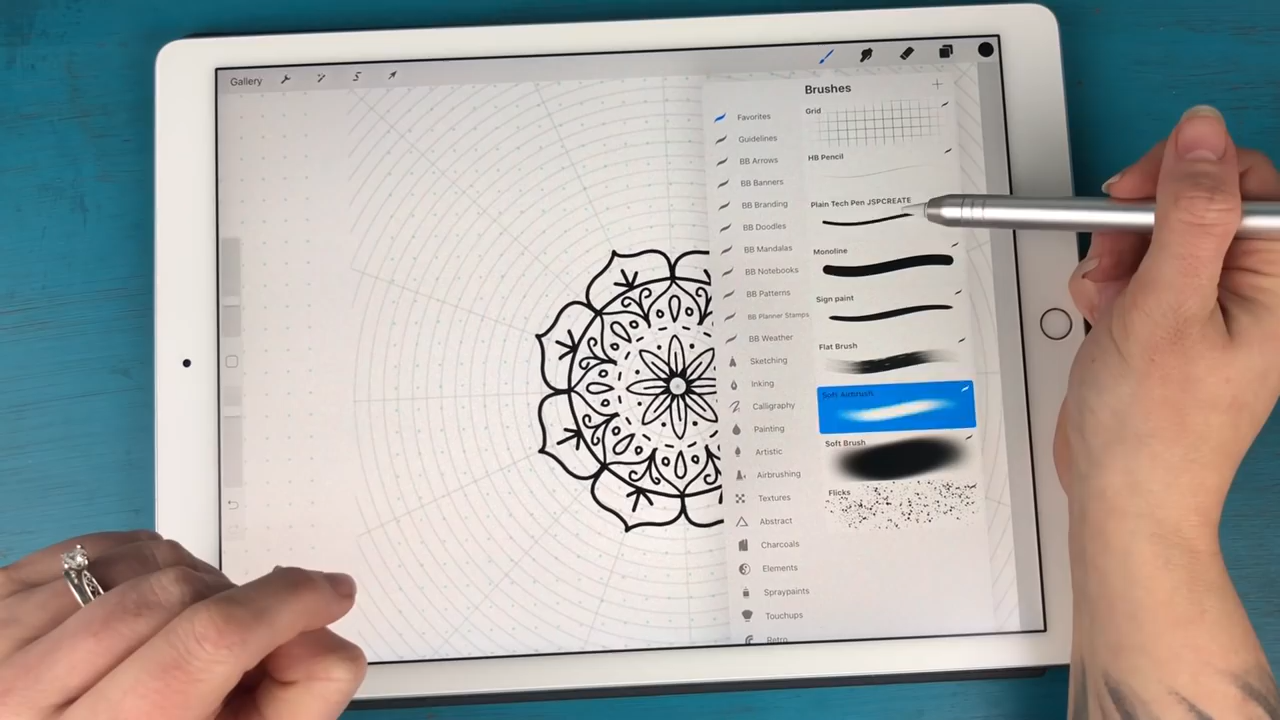 Gallery
Brushes
Favorites
Guidelines
BB Arrows
BB Banners
BB Branding
BB Doodles
BB Mandalas
BB Notebooks
BB Patterns
BB Planner Stamps
BB Weather
Sketching
Inking
Calligraphy
Painting
Artistic
Airbrushing
Textures
Abstract
Charcoals
Elements
Spraypaints
Touchups
Retro
Grid
HB Pencil
Plain Tech Pen JSPCREATE
Monoline
Sign paint
Flat Brush
Soft Airbrush
Soft Brush
Flicks